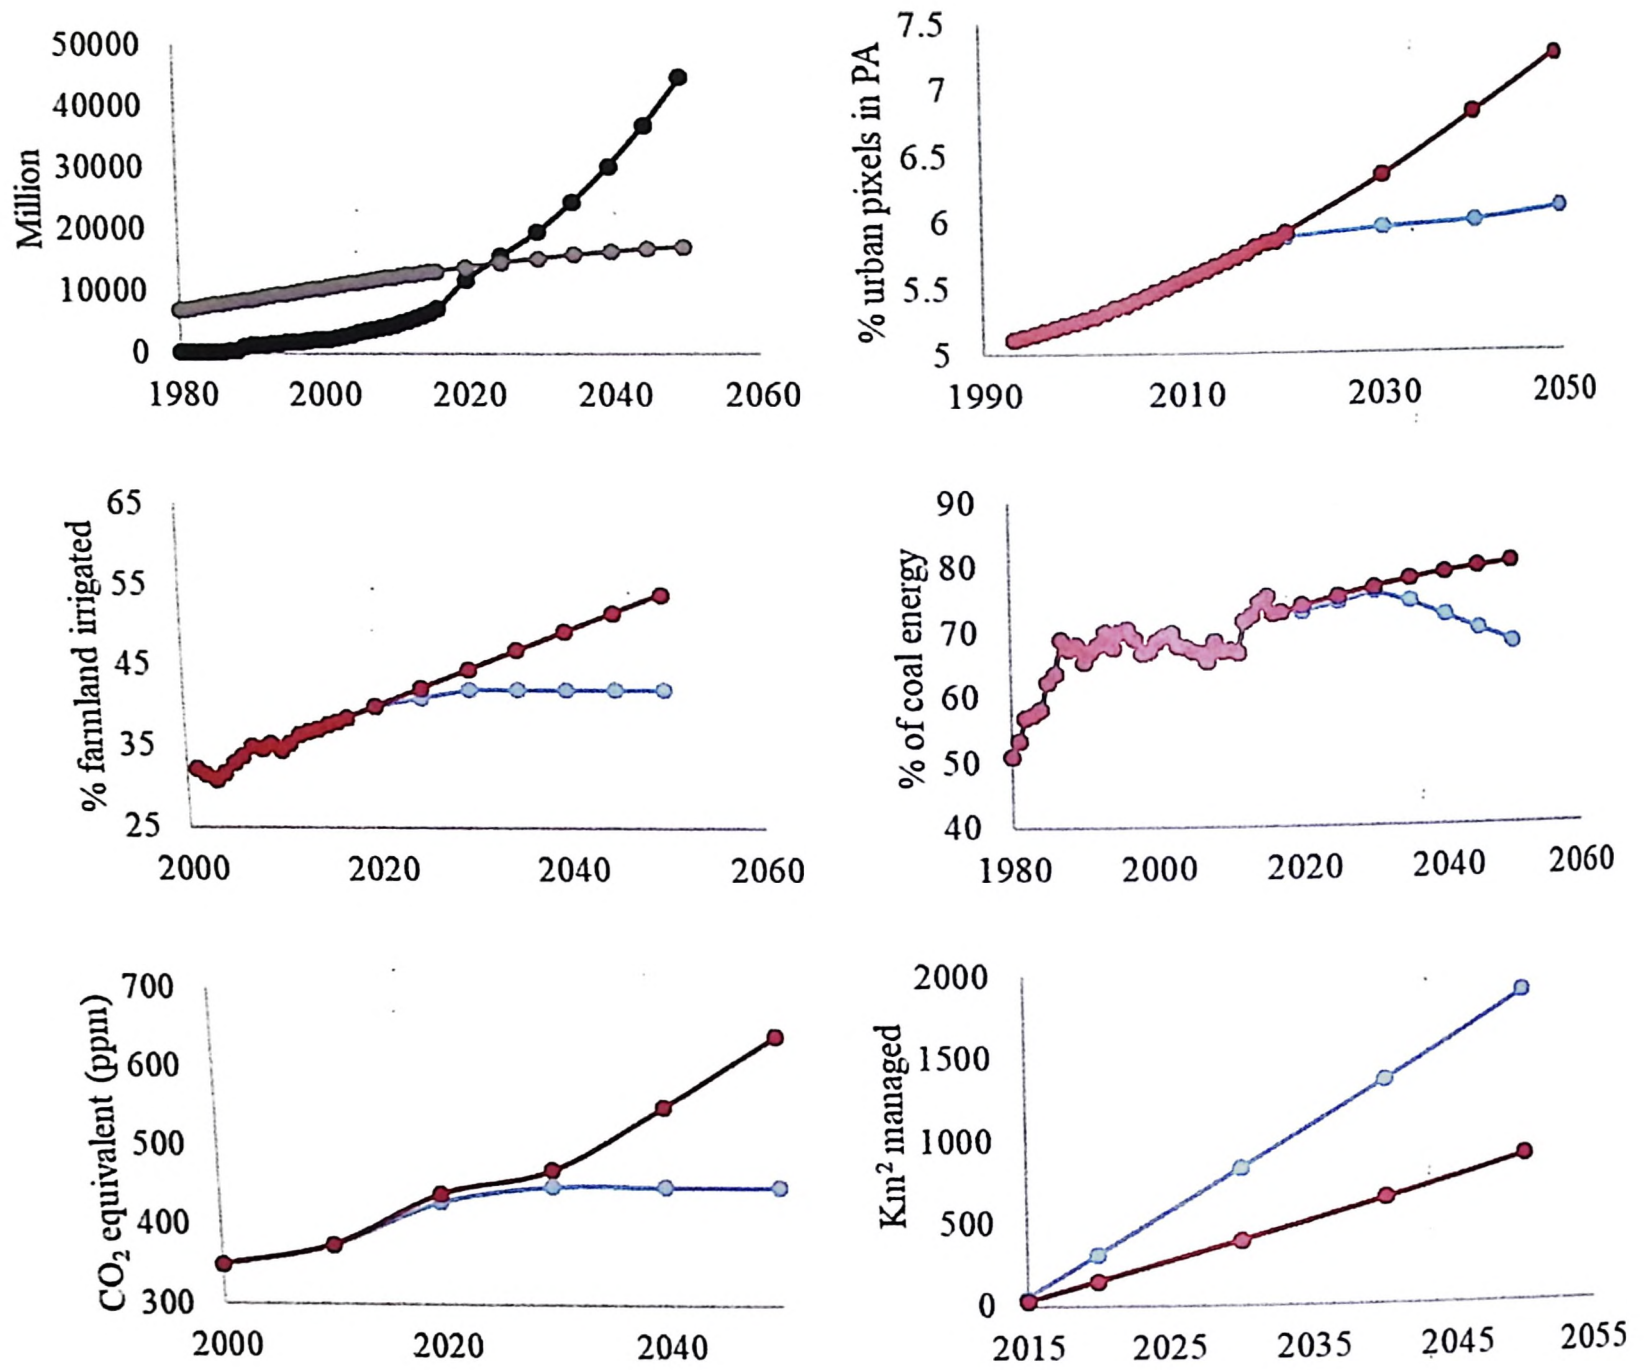 Million
50000
40000
30000
20000
10000
0
1980 2000 2020 2040 2060
% urban pixels in PA
7.5
7
6.5
6
5.5
5
1990 2010 2030 2050
% farmland irrigated
65
55
45
35
25
2000 2020 2040 2060
% of coal energy
90
80
70
60
50
40
1980 2000 2020 2040 2060
CO₂ equivalent (ppm)
700
600
500
400
300
2000 2020 2040
Km² managed
2000
1500
1000
500
0
2015 2025 2035 2045 2055